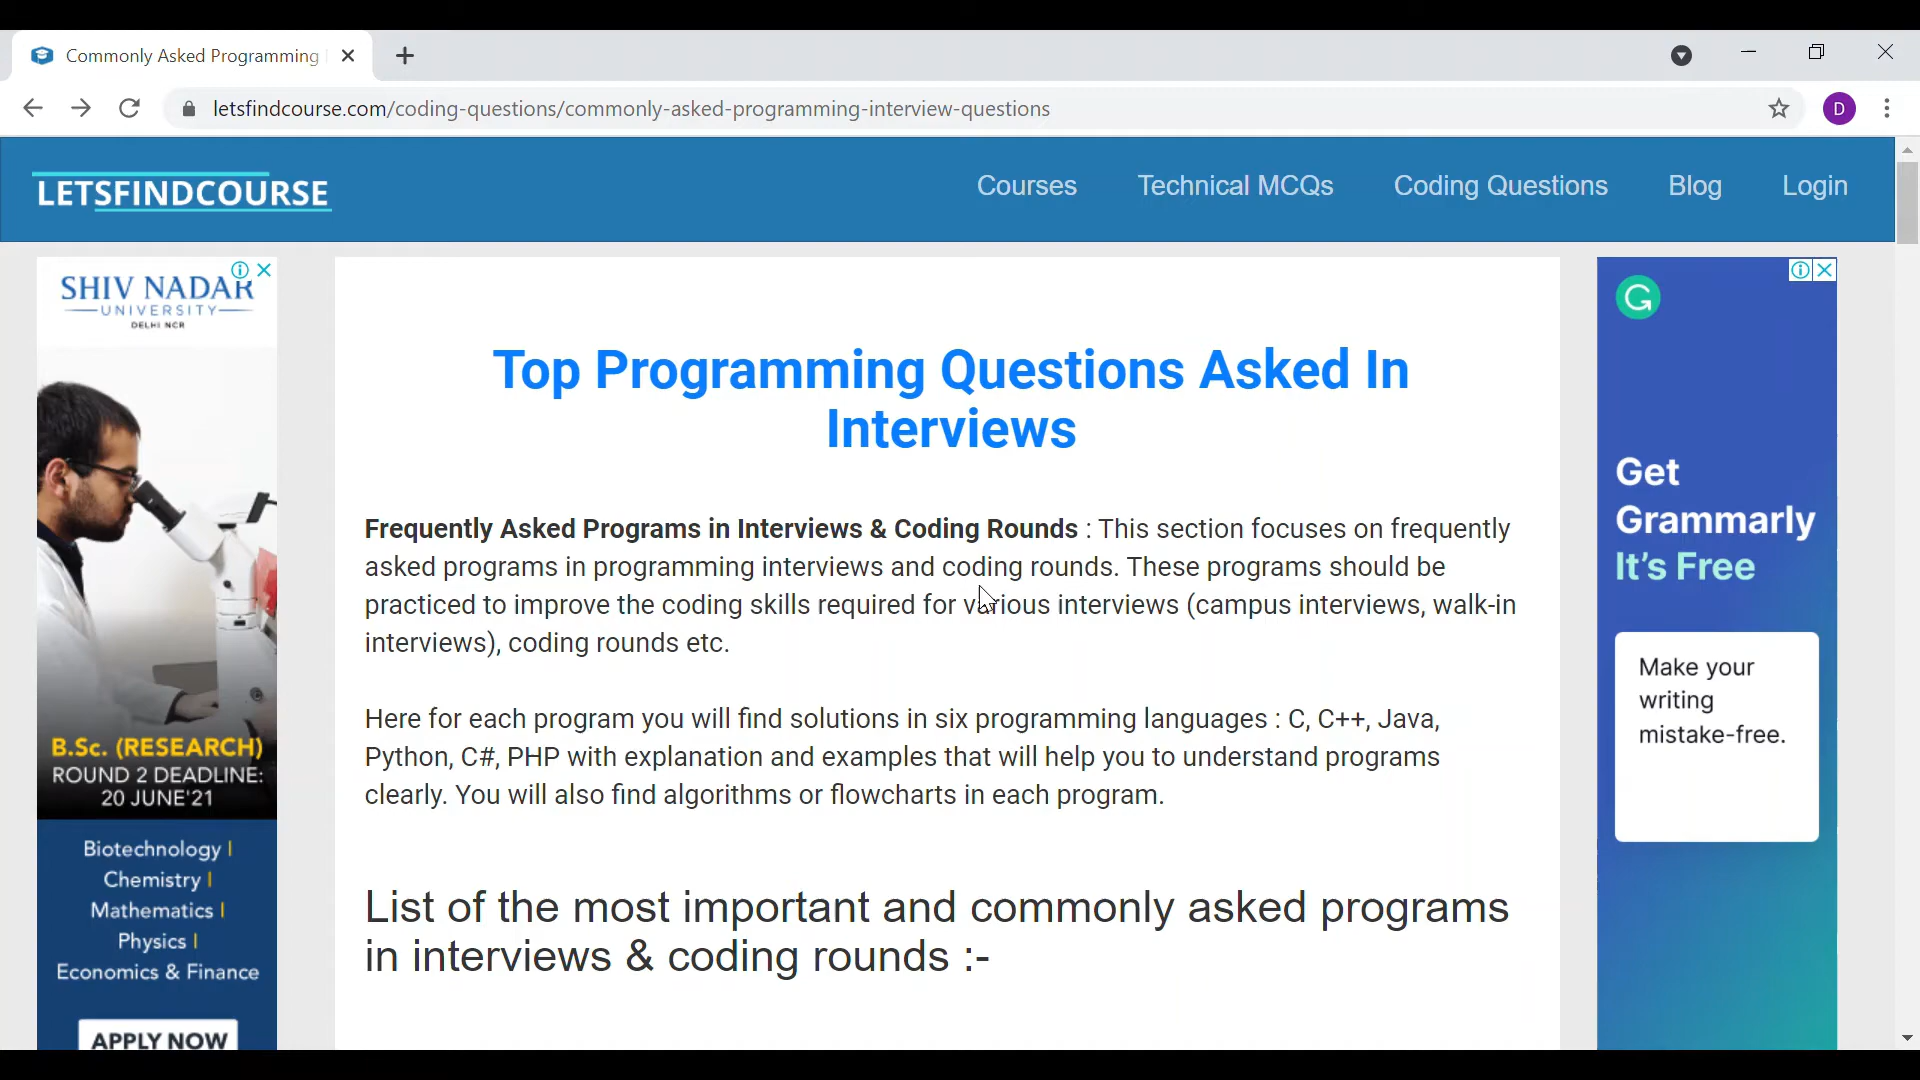 Commonly Asked Programming
letsfindcourse.com/coding-questions/commonly-asked-programming-interview-questions
D
LETSFINDCOURSE
Courses
Technical MCQs
Coding Questions
Blog
Login
SHIV NADAR
UNIVERSITY
DELHI NCR
B.Sc. (RESEARCH)
ROUND 2 DEADLINE:
20 JUNE'21
Biotechnology |
Chemistry |
Mathematics |
Physics |
Economics & Finance
APPLY NOW
Top Programming Questions Asked In
Interviews
Frequently Asked Programs in Interviews & Coding Rounds : This section focuses on frequently
asked programs in programming interviews and coding rounds. These programs should be
practiced to improve the coding skills required for various interviews (campus interviews, walk-in
interviews), coding rounds etc.
Here for each program you will find solutions in six programming languages : C, C++, Java,
Python, C#, PHP with explanation and examples that will help you to understand programs
clearly. You will also find algorithms or flowcharts in each program.
List of the most important and commonly asked programs
in interviews & coding rounds :-
Get
Grammarly
It's Free
Make your
writing
mistake-free.